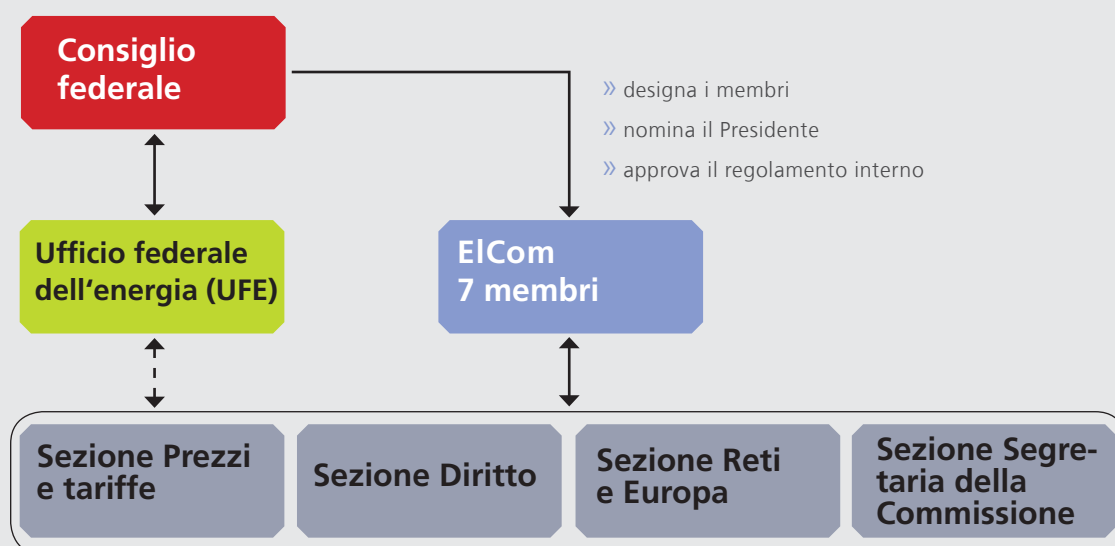 Consiglio
federale
» designa i membri
» nomina il Presidente
» approva il regolamento interno
Ufficio federale
dell‘energia (UFE)
ElCom
7 membri
Sezione Prezzi
e tariffe
Sezione Diritto
Sezione Reti
e Europa
Sezione Segre-
taria della
Commissione